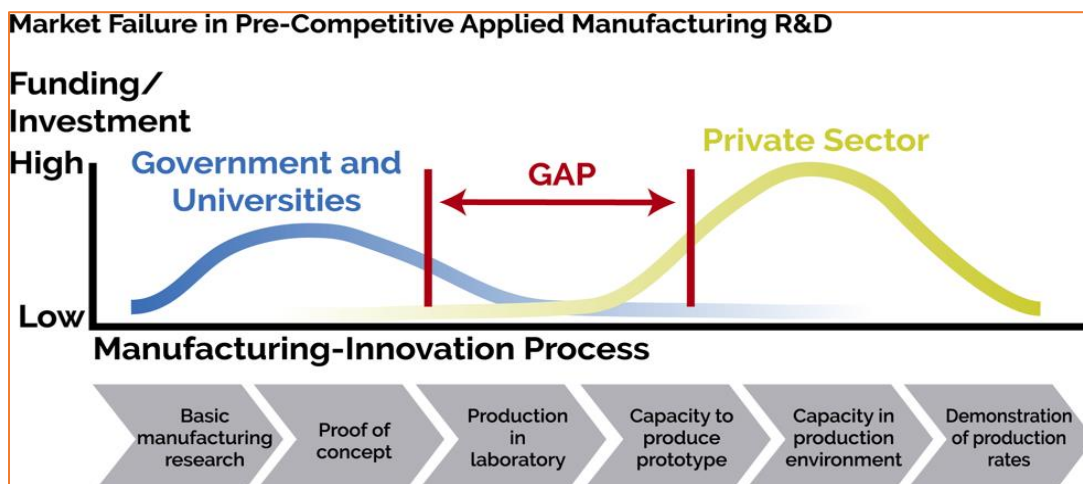 Market Failure in Pre-Competitive Applied Manufacturing R&D
Funding/
Investment
High
Government and
Universities
GAP
Private Sector
Low
Manufacturing-Innovation Process
Basic
manufacturing
research
Proof of
concept
Production
in
laboratory
Capacity to
produce
prototype
Capacity in
production
environment
Demonstration
of production
rates